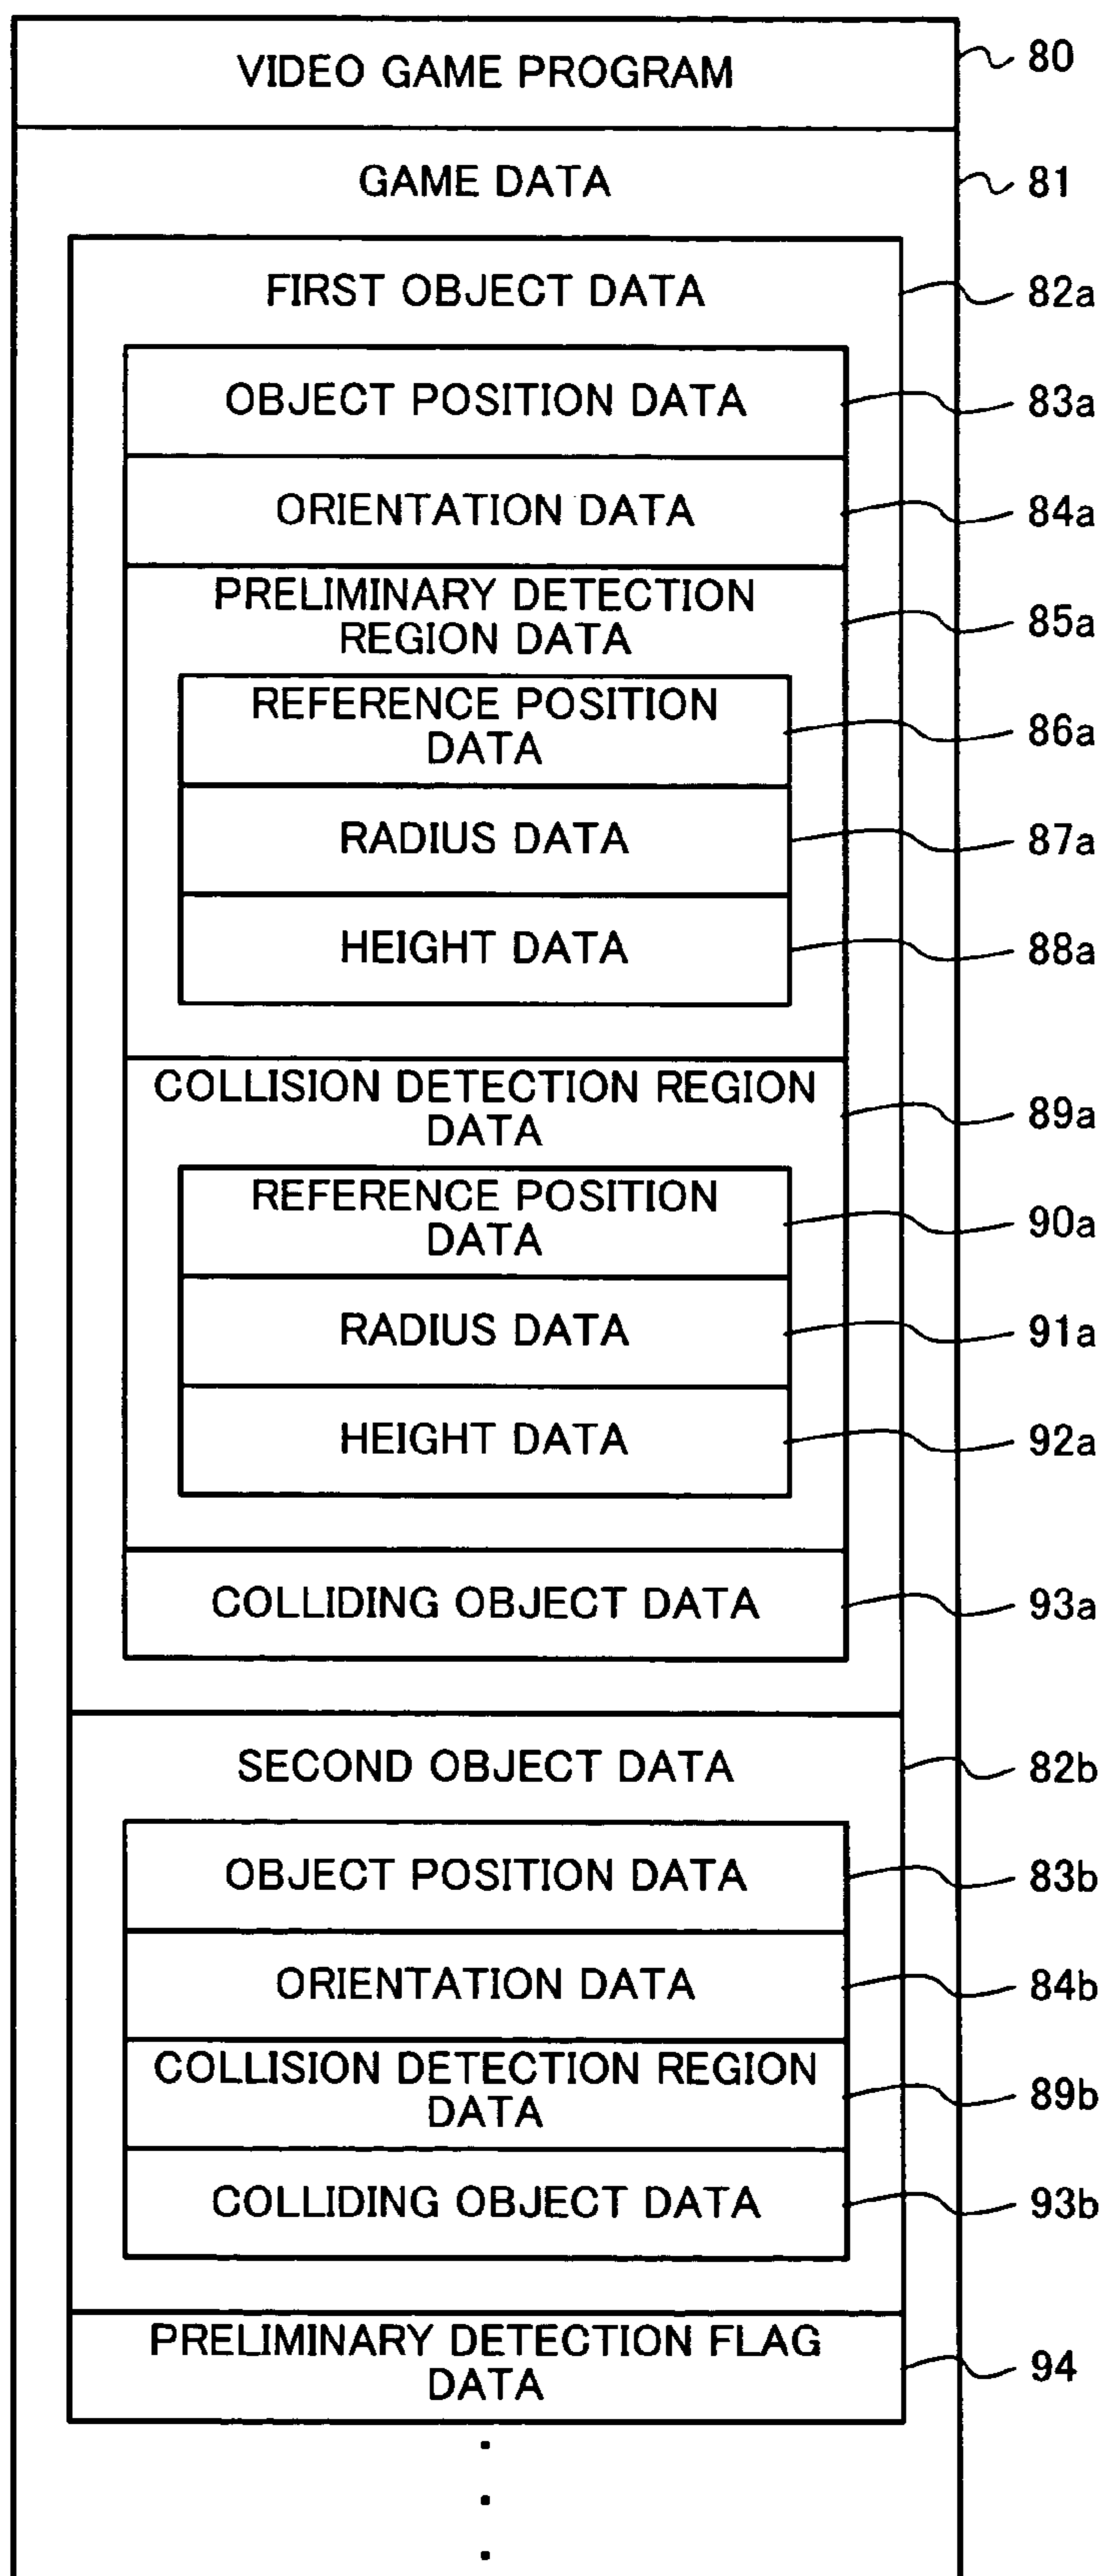 VIDEO GAME PROGRAM 80
GAME DATA 81
FIRST OBJECT DATA 82a
OBJECT POSITION DATA 83a
ORIENTATION DATA 84a
PRELIMINARY DETECTION
REGION DATA 85a
REFERENCE POSITION
DATA 86a
RADIUS DATA 87a
HEIGHT DATA 88a
COLLISION DETECTION REGION
DATA 89a
REFERENCE POSITION
DATA 90a
RADIUS DATA 91a
HEIGHT DATA 92a
COLLIDING OBJECT DATA 93a
SECOND OBJECT DATA 82b
OBJECT POSITION DATA 83b
ORIENTATION DATA 84b
COLLISION DETECTION REGION
DATA 89b
COLLIDING OBJECT DATA 93b
PRELIMINARY DETECTION FLAG
DATA 94